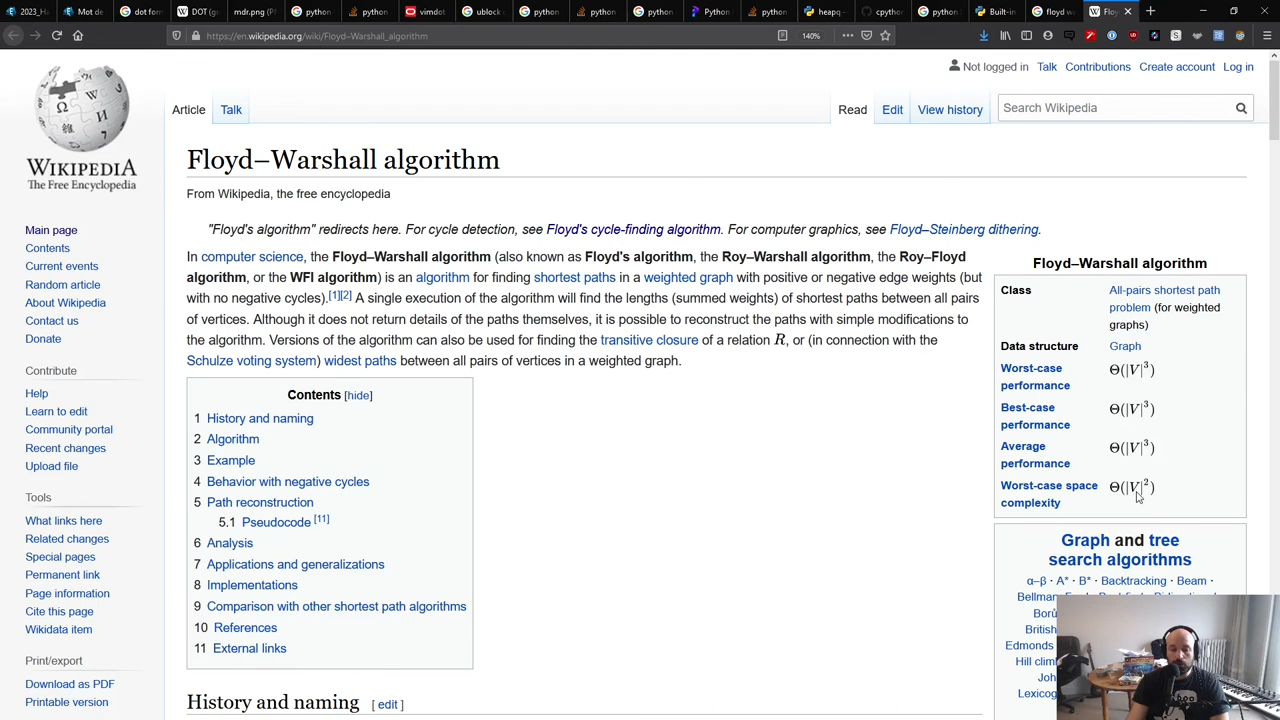 2023_Ha
Mot de
dot forn
DOT (gr
mdr.png (PN
python
python
vimdot
ublock o
python
python
python
Python
python
heapq—
cpython
python
Built-in
floyd wa
Floy
https://en.wikipedia.org/wiki/Floyd–Warshall_algorithm
140%
Not logged in Talk Contributions Create account Log in
Article Talk
Read Edit View history
Search Wikipedia
WIKIPEDIA
The Free Encyclopedia
Main page
Contents
Current events
Random article
About Wikipedia
Contact us
Donate
Contribute
Help
Learn to edit
Community portal
Recent changes
Upload file
Tools
What links here
Related changes
Special pages
Permanent link
Page information
Cite this page
Wikidata item
Print/export
Download as PDF
Printable version
Floyd–Warshall algorithm
From Wikipedia, the free encyclopedia
"Floyd's algorithm" redirects here. For cycle detection, see Floyd's cycle-finding algorithm. For computer graphics, see Floyd–Steinberg dithering.
In computer science, the Floyd–Warshall algorithm (also known as Floyd's algorithm, the Roy–Warshall algorithm, the Roy–Floyd
algorithm, or the WFI algorithm) is an algorithm for finding shortest paths in a weighted graph with positive or negative edge weights (but
with no negative cycles).[1][2] A single execution of the algorithm will find the lengths (summed weights) of shortest paths between all pairs
of vertices. Although it does not return details of the paths themselves, it is possible to reconstruct the paths with simple modifications to
the algorithm. Versions of the algorithm can also be used for finding the transitive closure of a relation R, or (in connection with the
Schulze voting system) widest paths between all pairs of vertices in a weighted graph.
Contents [hide]
1 History and naming
2 Algorithm
3 Example
4 Behavior with negative cycles
5 Path reconstruction
5.1 Pseudocode [11]
6 Analysis
7 Applications and generalizations
8 Implementations
9 Comparison with other shortest path algorithms
10 References
11 External links
History and naming [ edit ]
Floyd–Warshall algorithm
Class All-pairs shortest path
problem (for weighted
graphs)
Data structure Graph
Worst-case Θ(|V|³)
performance
Best-case Θ(|V|³)
performance
Average Θ(|V|³)
performance
Worst-case space Θ(|V|²)
complexity
Graph and tree
search algorithms
α–β · A* · B* · Backtracking · Beam ·
Bellman
Borů
British
Edmonds
Hill climb
Joh
Lexicog